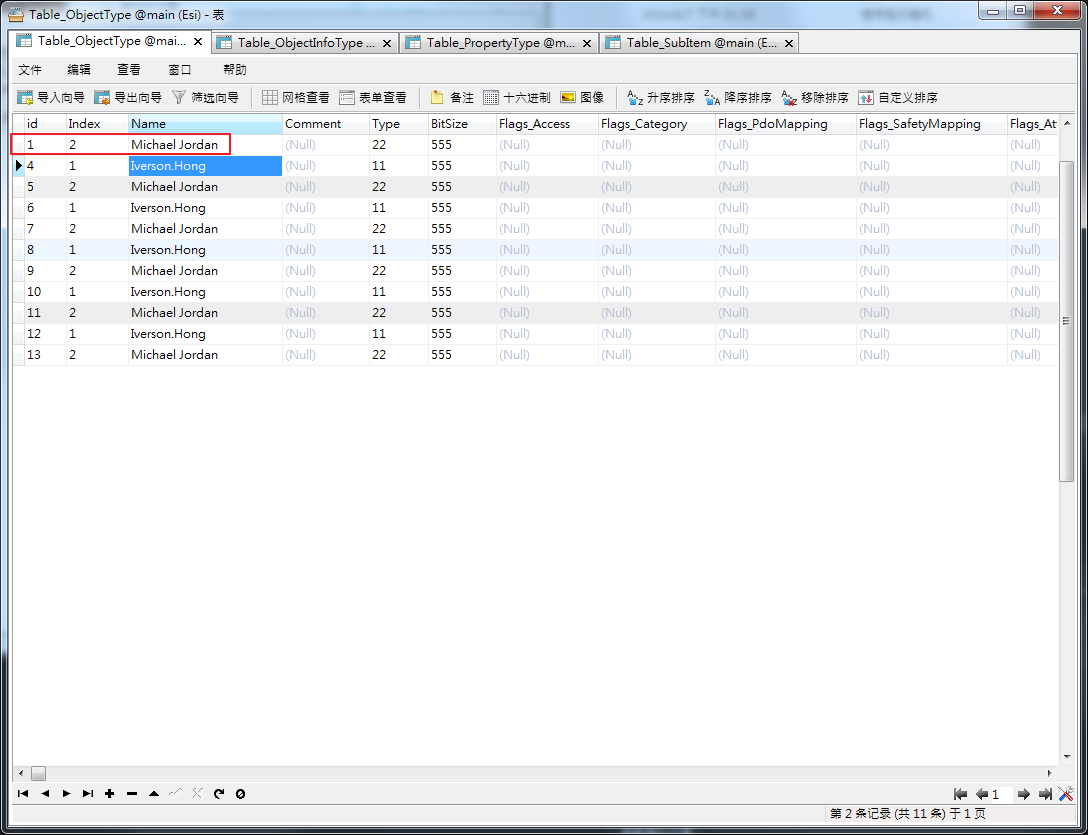 Table_ObjectType @main (Esi) - 表
Table_ObjectType @mai... Table_ObjectInfoType ... Table_PropertyType @m... Table_SubItem @main (E...
文件 编辑 查看 窗口 帮助
导入向导 导出向导 筛选向导 网格查看 表单查看 备注 十六进制 图像 升序排序 降序排序 移除排序 自定义排序
id Index Name Comment Type BitSize Flags_Access Flags_Category Flags_PdoMapping Flags_SafetyMapping Flags_At
1 2 Michael Jordan (Null) 22 555 (Null) (Null) (Null) (Null) (Null)
4 1 Iverson.Hong (Null) 11 555 (Null) (Null) (Null) (Null) (Null)
5 2 Michael Jordan (Null) 22 555 (Null) (Null) (Null) (Null) (Null)
6 1 Iverson.Hong (Null) 11 555 (Null) (Null) (Null) (Null) (Null)
7 2 Michael Jordan (Null) 22 555 (Null) (Null) (Null) (Null) (Null)
8 1 Iverson.Hong (Null) 11 555 (Null) (Null) (Null) (Null) (Null)
9 2 Michael Jordan (Null) 22 555 (Null) (Null) (Null) (Null) (Null)
10 1 Iverson.Hong (Null) 11 555 (Null) (Null) (Null) (Null) (Null)
11 2 Michael Jordan (Null) 22 555 (Null) (Null) (Null) (Null) (Null)
12 1 Iverson.Hong (Null) 11 555 (Null) (Null) (Null) (Null) (Null)
13 2 Michael Jordan (Null) 22 555 (Null) (Null) (Null) (Null) (Null)
1
第 2 条记录 (共 11 条) 于 1 页